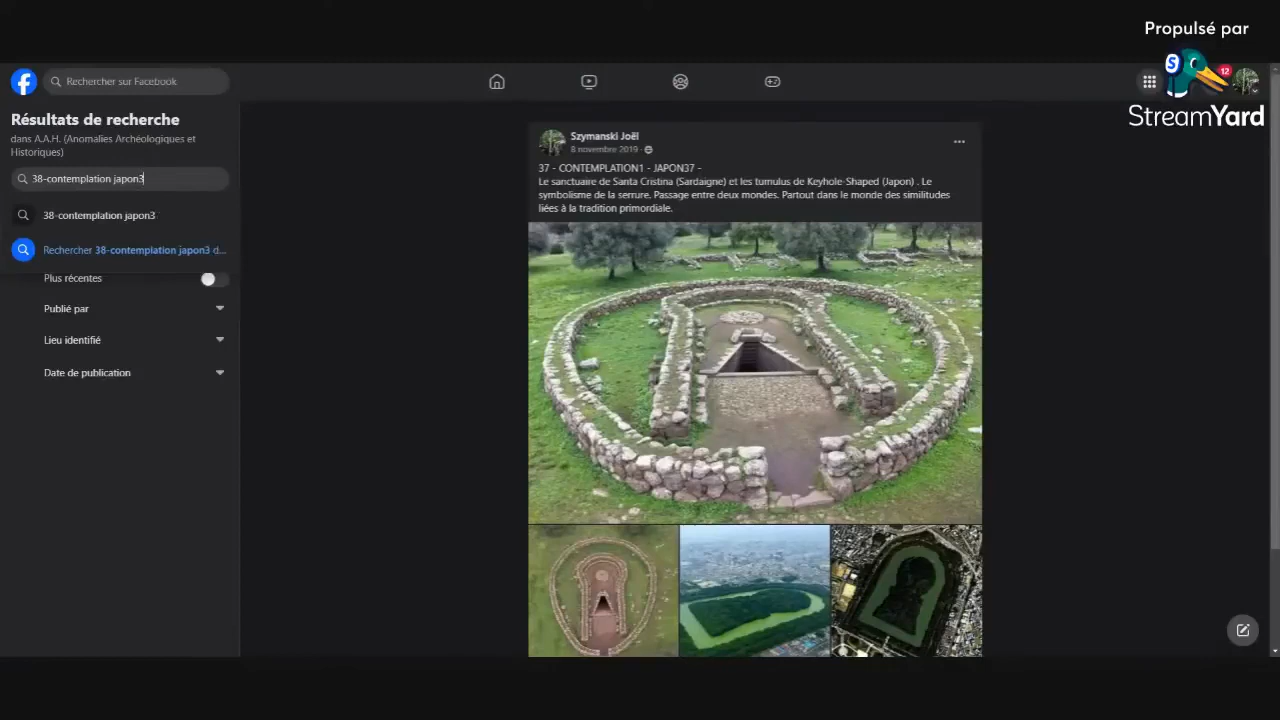 Propulsé par
StreamYard
Rechercher sur Facebook
12
Résultats de recherche
dans A.A.H. (Anomalies Archéologiques et
Historiques)
38-contemplation japon3
38-contemplation japon3
Rechercher 38-contemplation japon3 d...
Plus récentes
Publié par
Lieu identifié
Date de publication
Szymanski Joël
8 novembre 2019
37 - CONTEMPLATION1 - JAPON37 -
Le sanctuaire de Santa Cristina (Sardaigne) et les tumulus de Keyhole-Shaped (Japon) . Le
symbolisme de la serrure. Passage entre deux mondes. Partout dans le monde des similitudes
liées à la tradition primordiale.